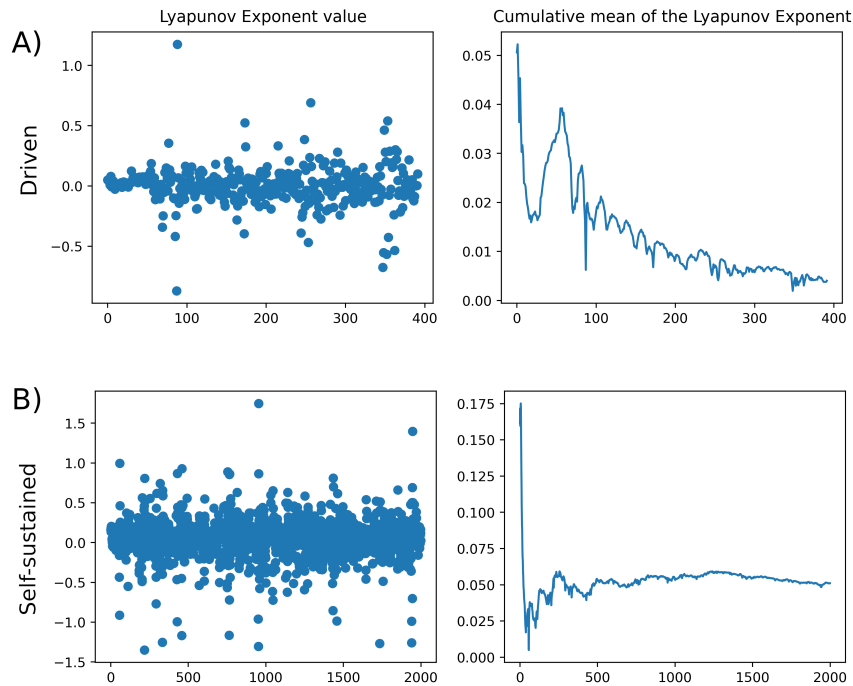 Lyapunov Exponent value
Cumulative mean of the Lyapunov Exponent
A)
Driven
1.0
0.5
0.0
−0.5
0 100 200 300 400
0.05
0.04
0.03
0.02
0.01
0.00
0 100 200 300 400
B)
Self-sustained
1.5
1.0
0.5
0.0
−0.5
−1.0
−1.5
0 500 1000 1500 2000
0.175
0.150
0.125
0.100
0.075
0.050
0.025
0.000
0 500 1000 1500 2000